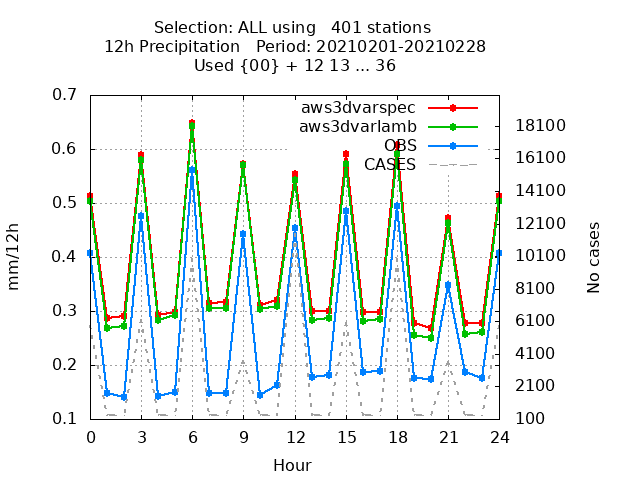 Selection: ALL using   401 stations
12h Precipitation   Period: 20210201-20210228
Used {00} + 12 13 ... 36
0.7
0.6
0.5
0.4
0.3
0.2
0.1
mm/12h
aws3dvarspec
aws3dvarlamb
OBS
CASES
18100
16100
14100
12100
10100
8100
6100
4100
2100
100
No cases
0 3 6 9 12 15 18 21 24
Hour